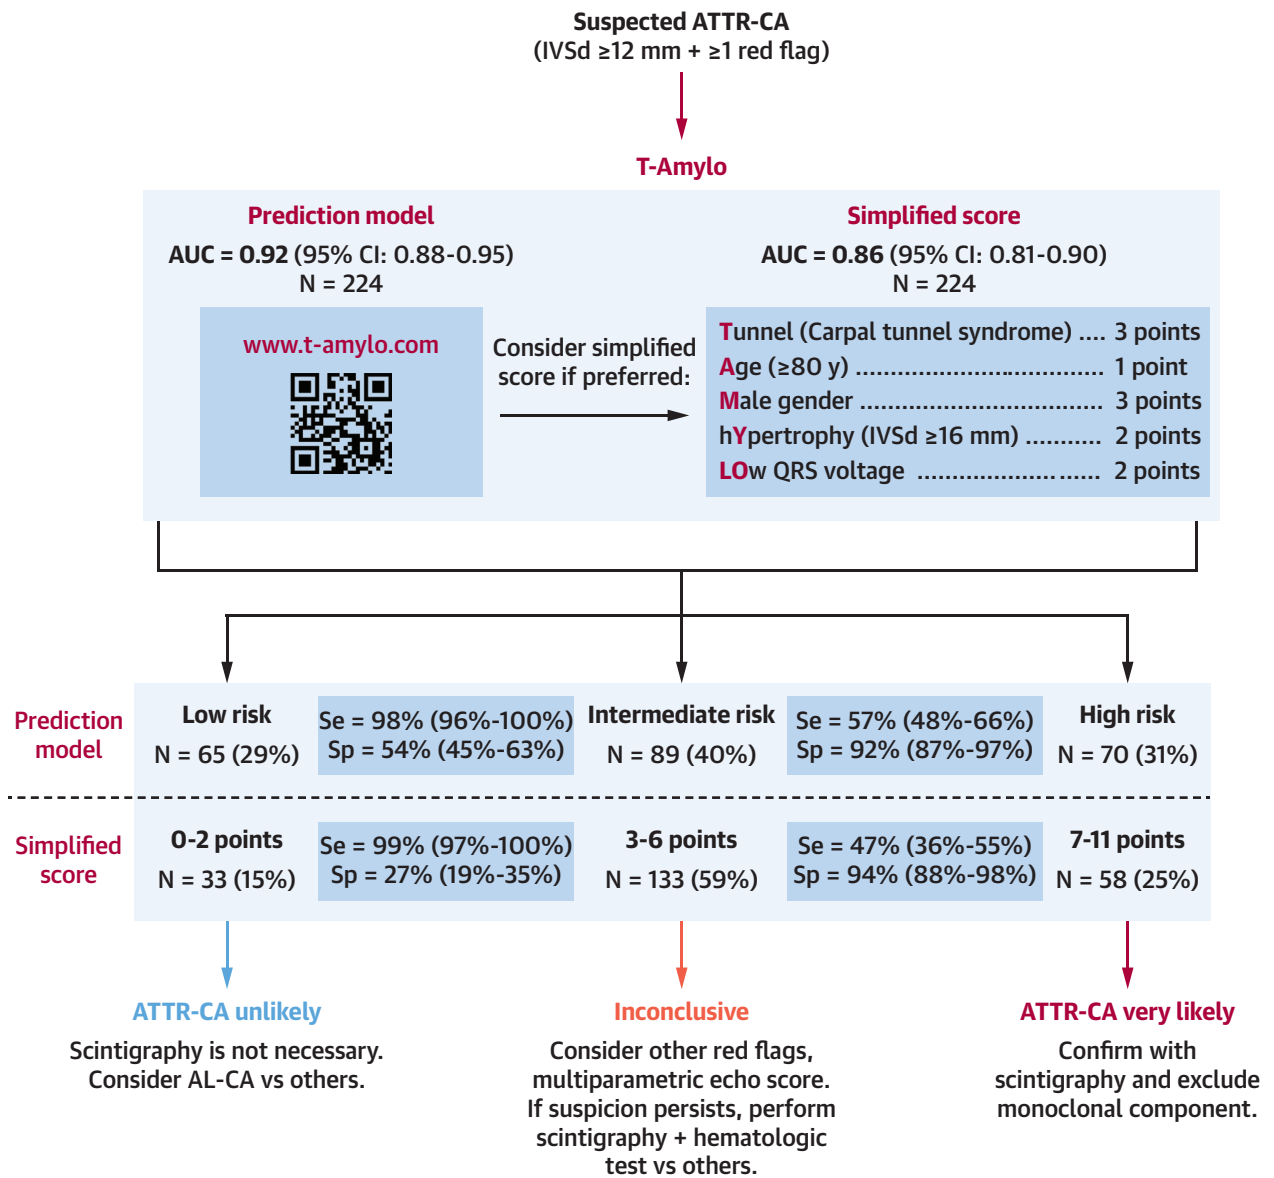 Suspected ATTR-CA
(IVSd ≥12 mm + ≥1 red flag)
T-Amylo
Prediction model
AUC = 0.92 (95% CI: 0.88-0.95)
N = 224
www.t-amylo.com
Consider simplified
score if preferred:
Simplified score
AUC = 0.86 (95% CI: 0.81-0.90)
N = 224
Tunnel (Carpal tunnel syndrome) .... 3 points
Age (≥80 y) .................................... 1 point
Male gender ................................... 3 points
hYpertrophy (IVSd ≥16 mm) ........... 2 points
LOw QRS voltage .......................... 2 points
Prediction
model
Low risk
N = 65 (29%)
Se = 98% (96%-100%)
Sp = 54% (45%-63%)
Intermediate risk
N = 89 (40%)
Se = 57% (48%-66%)
Sp = 92% (87%-97%)
High risk
N = 70 (31%)
Simplified
score
0-2 points
N = 33 (15%)
Se = 99% (97%-100%)
Sp = 27% (19%-35%)
3-6 points
N = 133 (59%)
Se = 47% (36%-55%)
Sp = 94% (88%-98%)
7-11 points
N = 58 (25%)
ATTR-CA unlikely
Scintigraphy is not necessary.
Consider AL-CA vs others.
Inconclusive
Consider other red flags,
multiparametric echo score.
If suspicion persists, perform
scintigraphy + hematologic
test vs others.
ATTR-CA very likely
Confirm with
scintigraphy and exclude
monoclonal component.